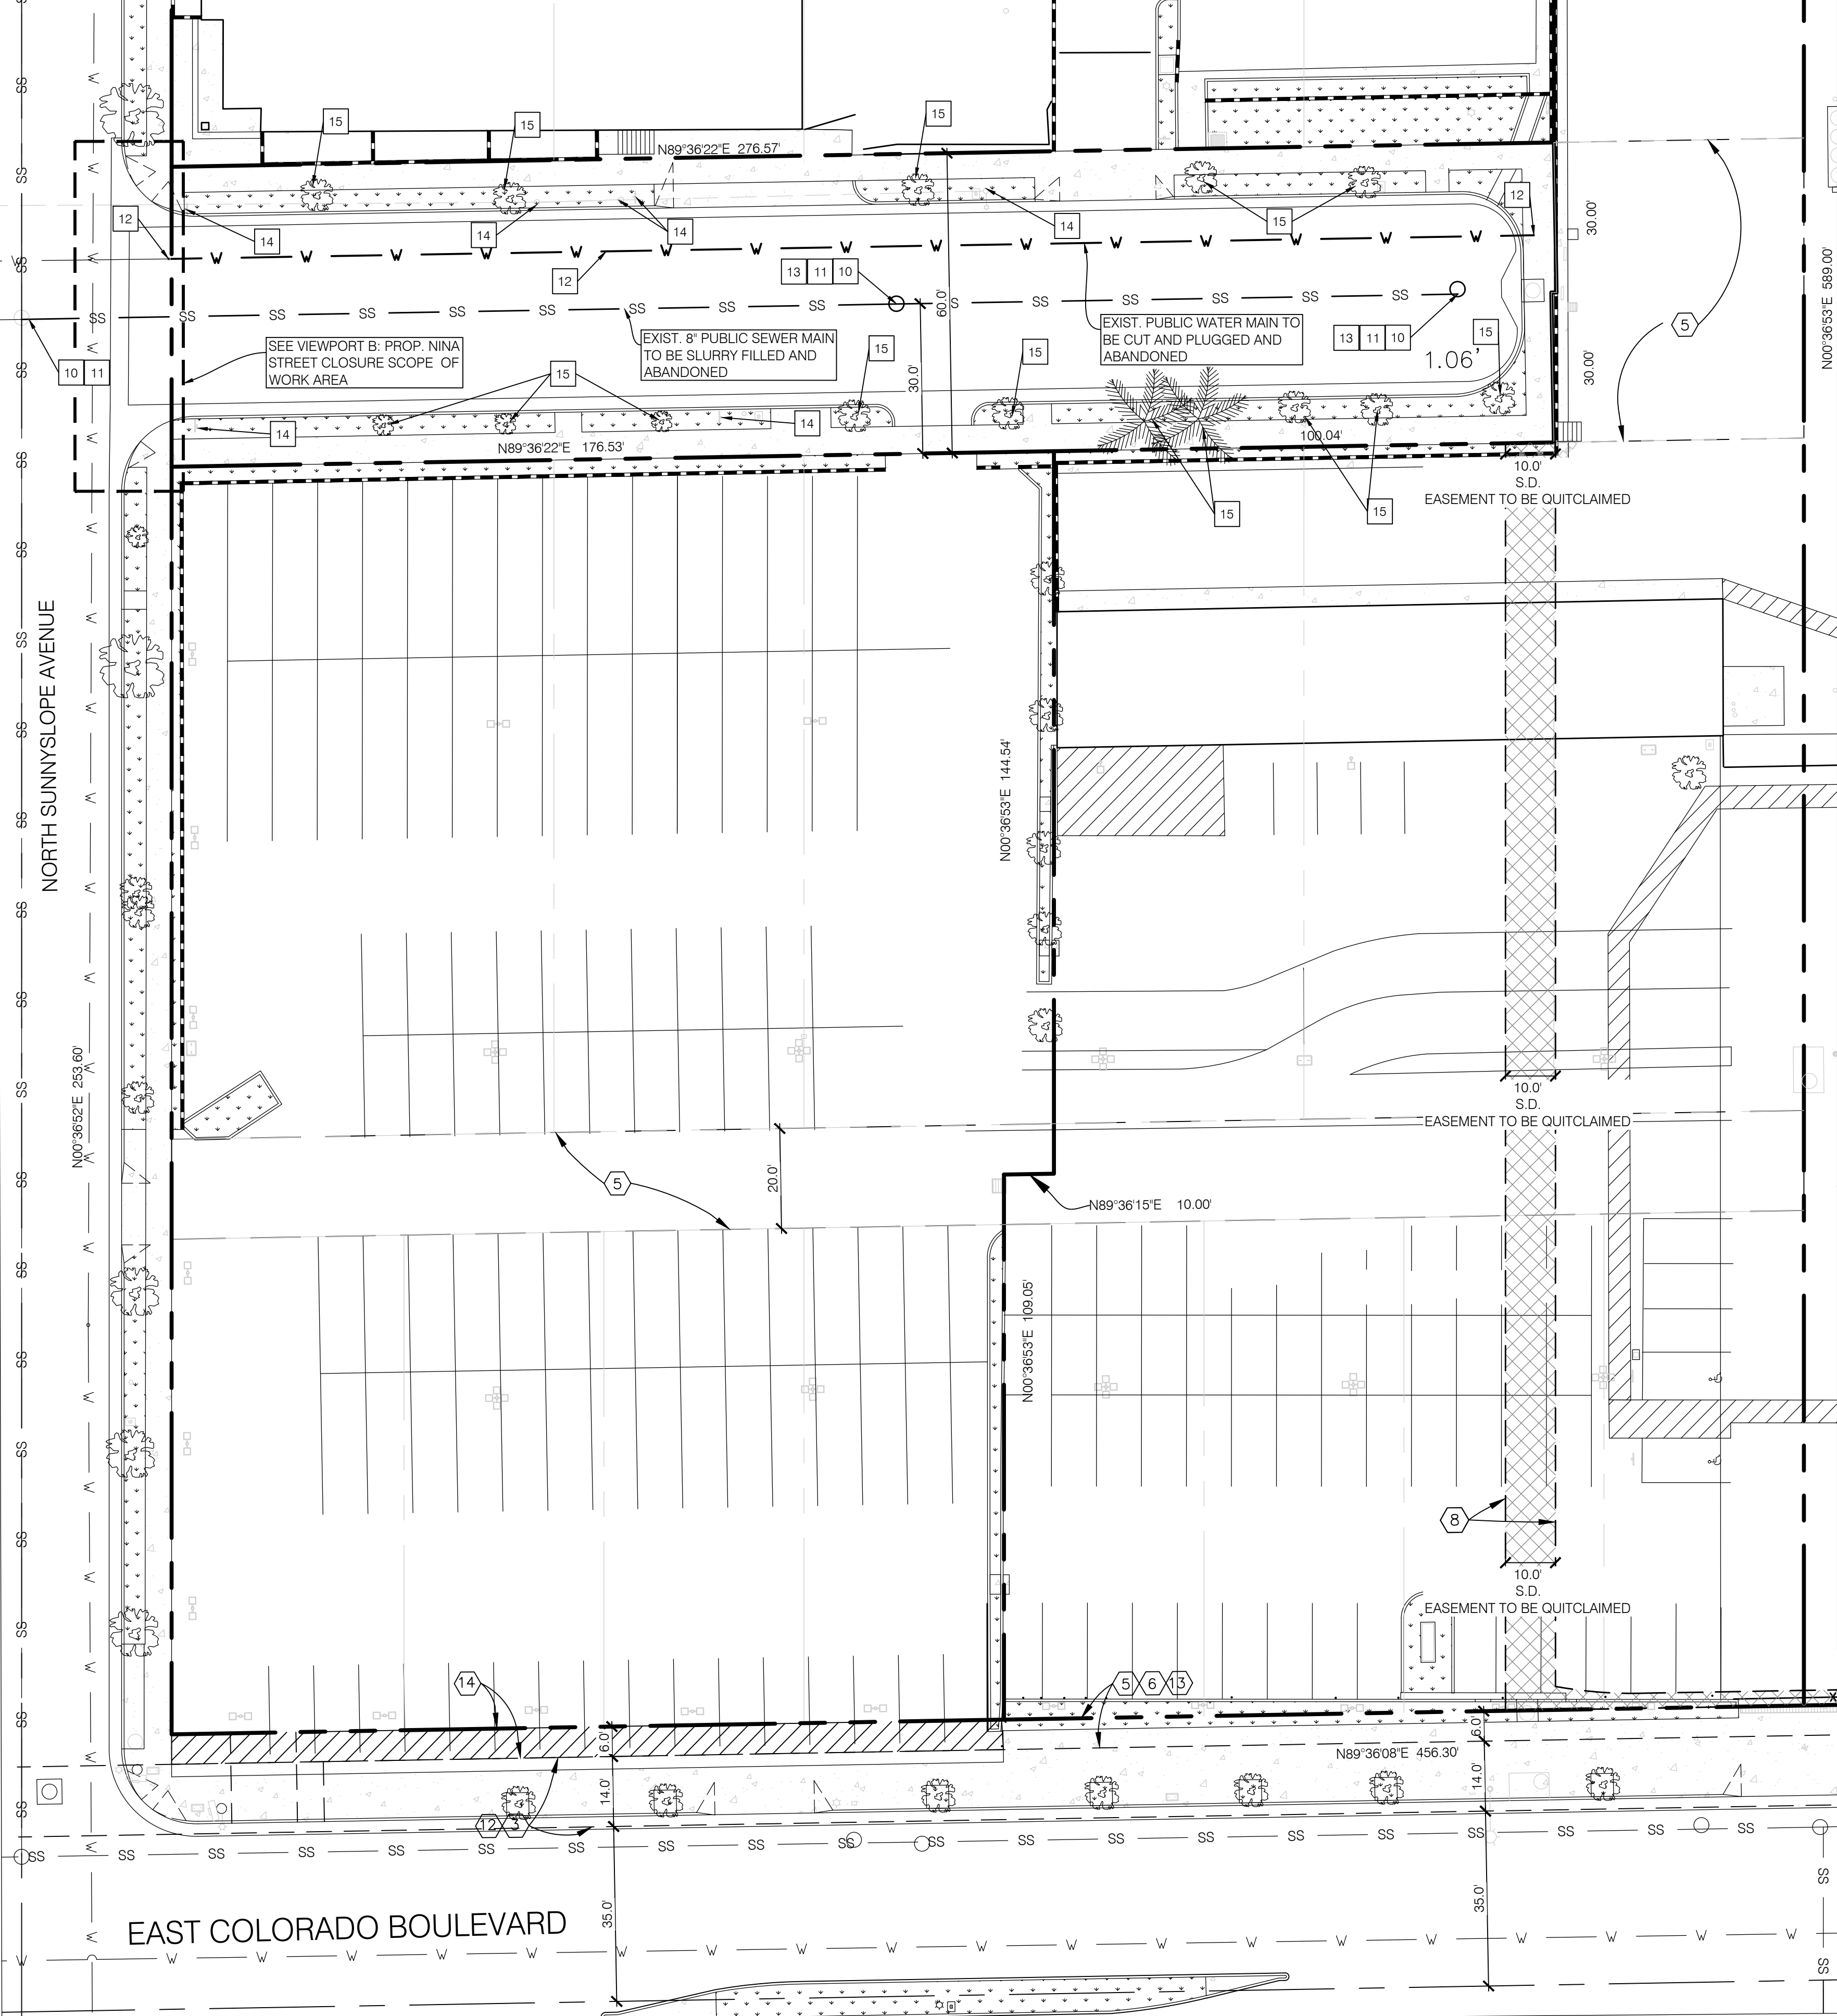 15
15
15
N89°36'22"E 276.57'
12
12
14
14
14
14
15
30.00'
N00°36'53"E 589.00'
12
13 11 10
60.0'
5
EXIST. 8" PUBLIC SEWER MAIN
TO BE SLURRY FILLED AND
ABANDONED
EXIST. PUBLIC WATER MAIN TO
BE CUT AND PLUGGED AND
ABANDONED
13 11 10
15
SEE VIEWPORT B: PROP. NINA
STREET CLOSURE SCOPE OF
WORK AREA
10 11
15
15
15
30.0'
1.06'
30.00'
14
14
N89°36'22"E 176.53'
100.04'
10.0'
S.D.
EASEMENT TO BE QUITCLAIMED
15
15
NORTH SUNNYSLOPE AVENUE
N00°36'53"E 144.54'
N00°36'52"E 253.60'
10.0'
S.D.
EASEMENT TO BE QUITCLAIMED
5
20.0'
N89°36'15"E 10.00'
N00°36'53"E 109.05'
8
10.0'
S.D.
EASEMENT TO BE QUITCLAIMED
14
5 6 13
6.0'
6.0'
N89°36'08"E 456.30'
14.0'
14.0'
12 3
35.0'
35.0'
EAST COLORADO BOULEVARD
SS SS SS SS SS SS SS SS SS SS SS SS SS SS SS SS SS SS SS
W W W W W W W W W W W W W W W W W W W W W